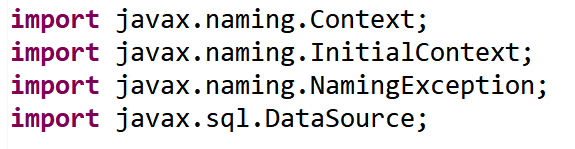 import javax.naming.Context;
import javax.naming.InitialContext;
import javax.naming.NamingException;
import javax.sql.DataSource;